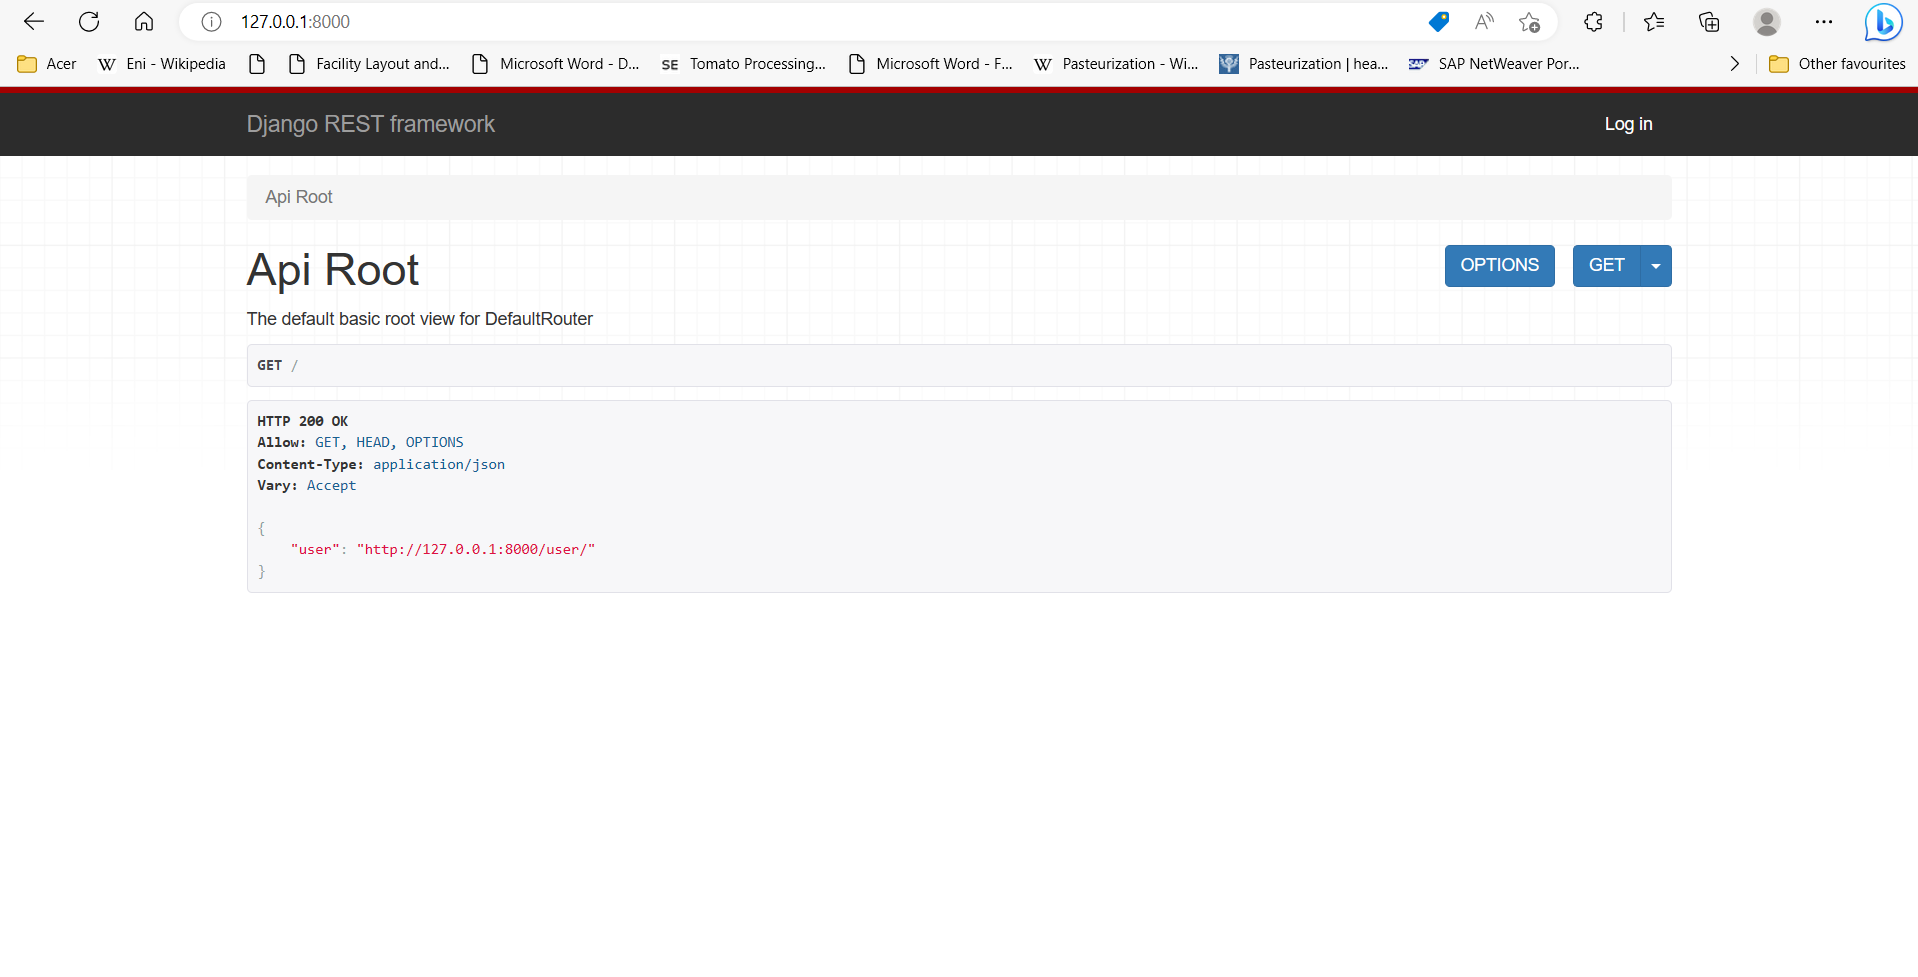 127.0.0.1:8000
Acer
W Eni - Wikipedia
Facility Layout and...
Microsoft Word - D...
SE Tomato Processing...
Microsoft Word - F...
W Pasteurization - Wi...
Pasteurization | hea...
SAP SAP NetWeaver Por...
Other favourites
Django REST framework
Log in
Api Root
Api Root
OPTIONS
GET
The default basic root view for DefaultRouter
GET /
HTTP 200 OK
Allow: GET, HEAD, OPTIONS
Content-Type: application/json
Vary: Accept
{
"user": "http://127.0.0.1:8000/user/"
}